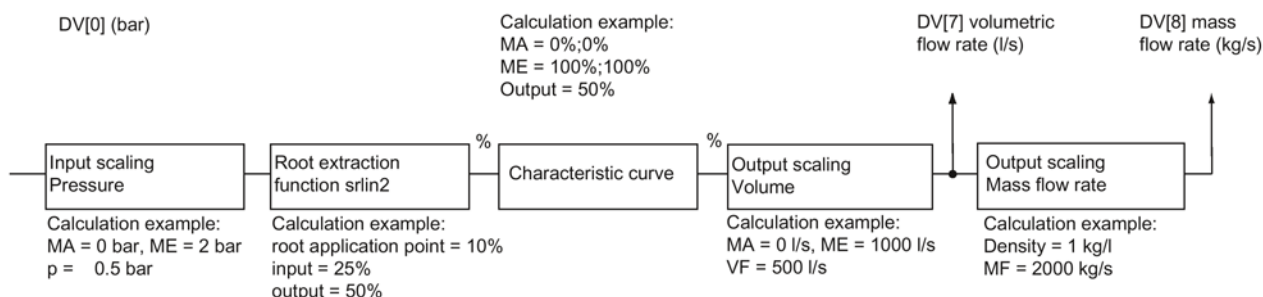 DV[0] (bar)
Calculation example:
MA = 0%;0%
ME = 100%;100%
Output = 50%
DV[7] volumetric
flow rate (l/s)
DV[8] mass
flow rate (kg/s)
Input scaling
Pressure
Calculation example:
MA = 0 bar, ME = 2 bar
p = 0.5 bar
Root extraction
function srlin2
Calculation example:
root application point = 10%
input = 25%
output = 50%
%
Characteristic curve
%
Output scaling
Volume
Calculation example:
MA = 0 l/s, ME = 1000 l/s
VF = 500 l/s
Output scaling
Mass flow rate
Calculation example:
Density = 1 kg/l
MF = 2000 kg/s